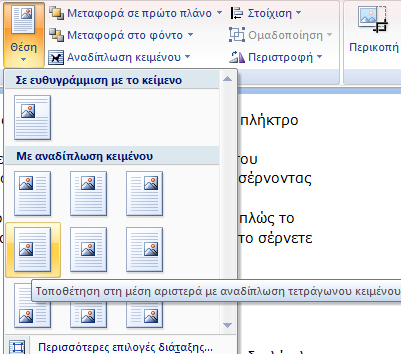 Θέση
Μεταφορά σε πρώτο πλάνο
Μεταφορά στο φόντο
Αναδίπλωση κειμένου
Στοίχιση
Ομαδοποίηση
Περιστροφή
Περικοπή
Σε ευθυγράμμιση με το κείμενο
πλήκτρο
Με αναδίπλωση κειμένου
του
σέρνοντας
πλώς το
το σέρνετε
Τοποθέτηση στη μέση αριστερά με αναδίπλωση τετράγωνου κειμένου
Περισσότερες επιλογές διάταξης...